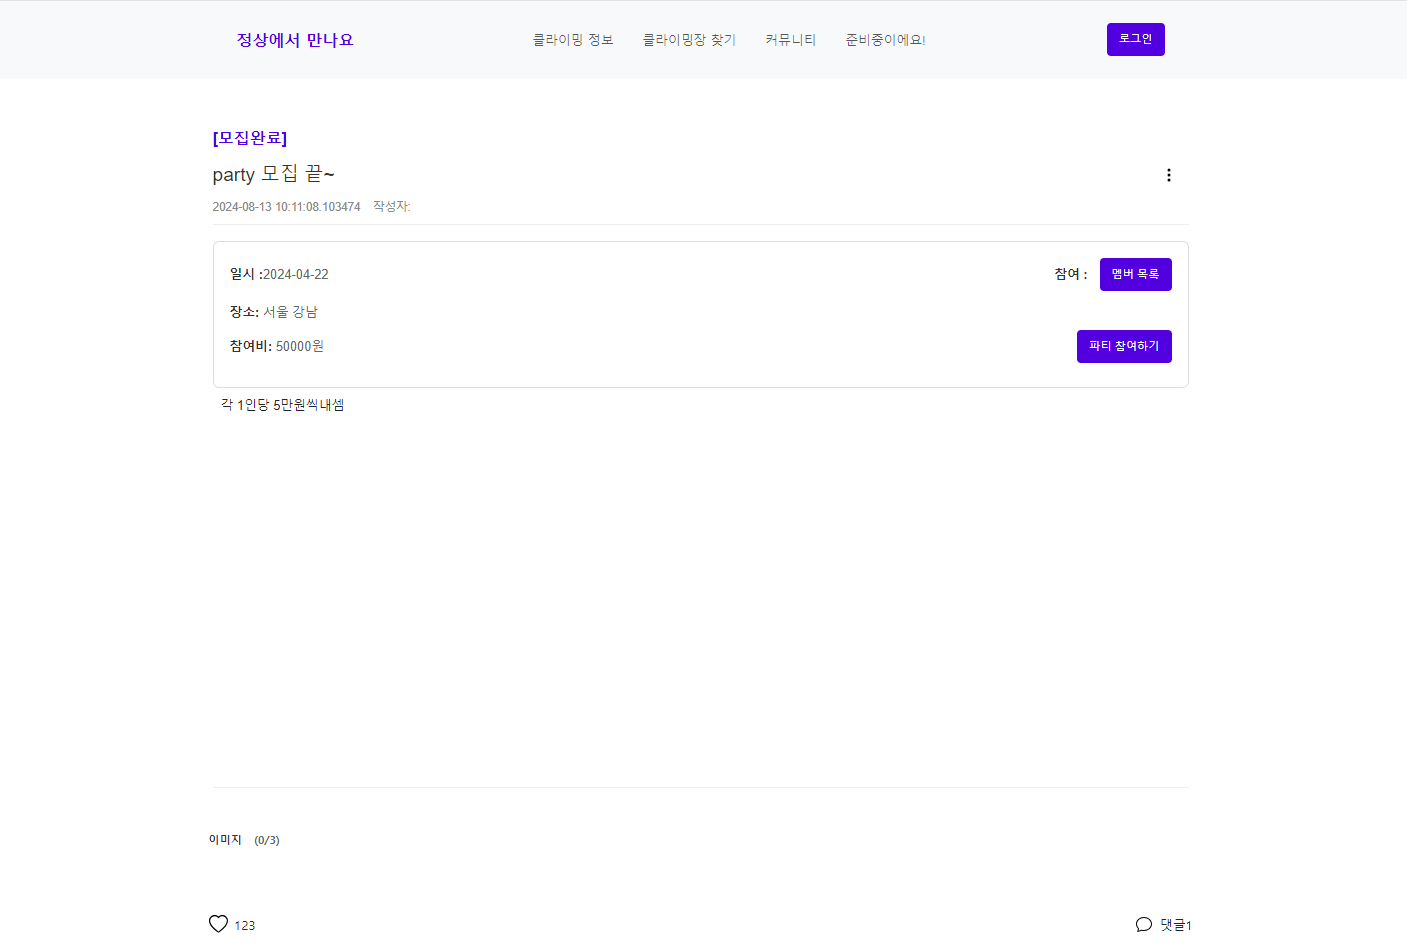 정상에서 만나요
클라이밍 정보 클라이밍장 찾기 커뮤니티 준비중이에요!
로그인
[모집완료]
party 모집 끝~
2024-08-13 10:11:08.103474 작성자:
일시 :2024-04-22
참여 : 멤버 목록
장소: 서울 강남
참여비: 50000원
파티 참여하기
각 1인당 5만원씩내셈
이미지 (0/3)
123
댓글1